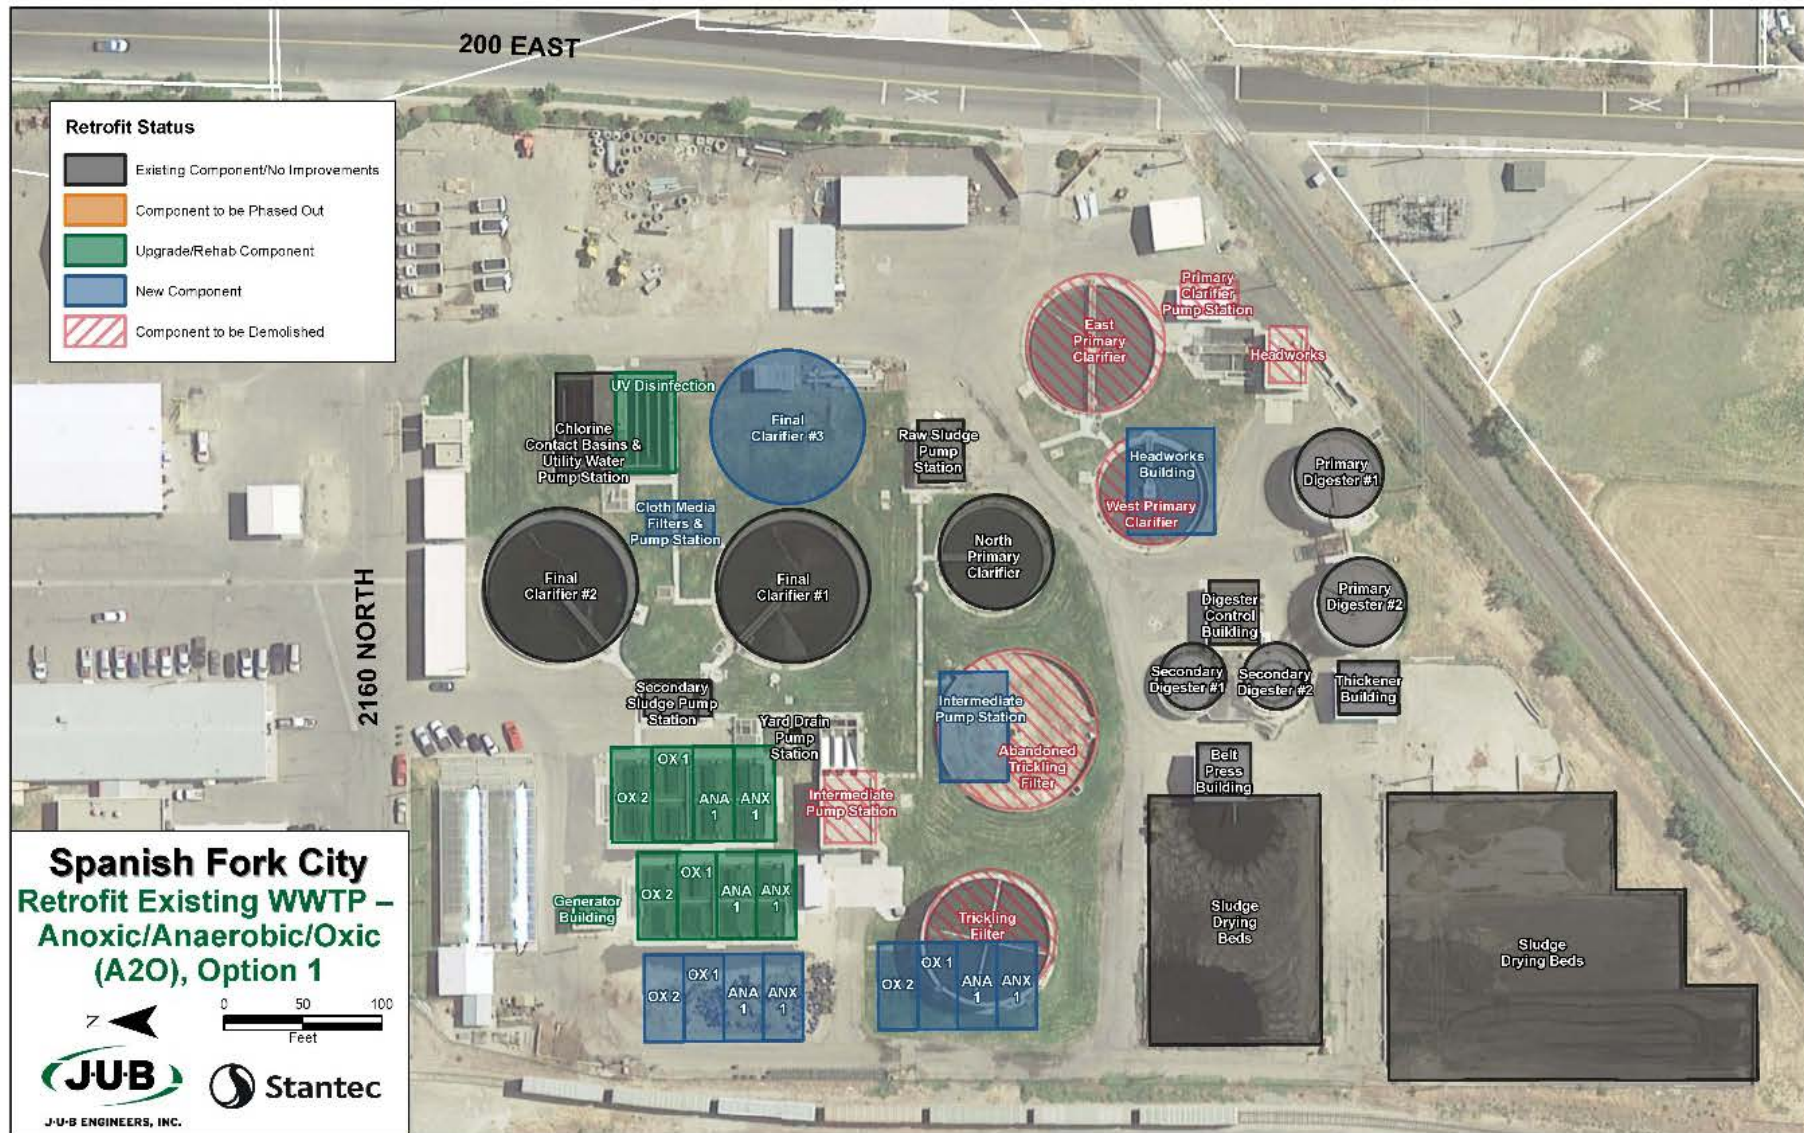 200 EAST
Retrofit Status
Existing Component/No Improvements
Component to be Phased Out
Upgrade/Rehab Component
New Component
Component to be Demolished
Primary
Clarifier
Pump Station
East
Primary
Clarifier
Headworks
UV Disinfection
Chlorine
Contact Basins &
Utility Water
Pump Station
Final
Clarifier #3
Raw Sludge
Pump
Station
Headworks
Building
West Primary
Clarifier
Primary
Digester #1
Cloth Media
Filters &
Pump Station
Final
Clarifier #2
Final
Clarifier #1
North
Primary
Clarifier
Digester
Control
Building
Primary
Digester #2
2160 NORTH
Secondary
Sludge Pump
Station
Yard Drain
Pump
Station
Intermediate
Pump Station
Abandoned
Trickling
Filter
Secondary
Digester #1
Secondary
Digester #2
Thickener
Building
Belt
Press
Building
OX 2
OX 1
ANA
1
ANX
1
Intermediate
Pump Station
OX 2
OX 1
ANA
1
ANX
1
Generator
Building
Trickling
Filter
Sludge
Drying
Beds
Sludge
Drying Beds
OX 2
OX 1
ANA
1
ANX
1
OX 2
OX 1
ANA
1
ANX
1
Spanish Fork City
Retrofit Existing WWTP –
Anoxic/Anaerobic/Oxic
(A2O), Option 1
N
0 50 100
Feet
J·U·B
J·U·B ENGINEERS, INC.
Stantec